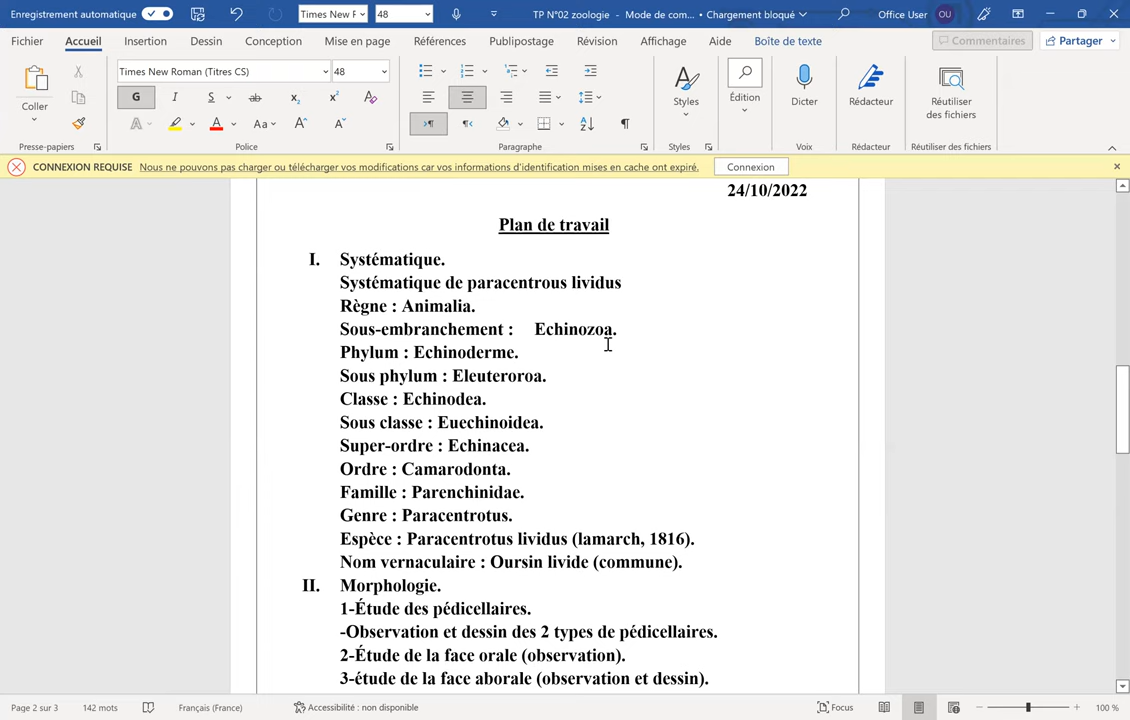 Enregistrement automatique
Times New F
48
TP N°02 zoologie - Mode de com... • Chargement bloqué
Office User
OU
Fichier
Accueil
Insertion
Dessin
Conception
Mise en page
Références
Publipostage
Révision
Affichage
Aide
Boîte de texte
Commentaires
Partager
Coller
Times New Roman (Titres CS)
48
G I S ab x₂ x²
A A Aa A A
Styles
Édition
Dicter
Rédacteur
Réutiliser
des fichiers
Presse-papiers
Police
Paragraphe
Styles
Voix
Rédacteur
Réutiliser des fichiers
CONNEXION REQUISE Nous ne pouvons pas charger ou télécharger vos modifications car vos informations d'identification mises en cache ont expiré. Connexion
24/10/2022
Plan de travail
I. Systématique.
Systématique de paracentrous lividus
Règne : Animalia.
Sous-embranchement : Echinozoa.
Phylum : Echinoderme.
Sous phylum : Eleuteroroa.
Classe : Echinodea.
Sous classe : Euechinoidea.
Super-ordre : Echinacea.
Ordre : Camarodonta.
Famille : Parenchinidae.
Genre : Paracentrotus.
Espèce : Paracentrotus lividus (lamarch, 1816).
Nom vernaculaire : Oursin livide (commune).
II. Morphologie.
1-Étude des pédicellaires.
-Observation et dessin des 2 types de pédicellaires.
2-Étude de la face orale (observation).
3-étude de la face aborale (observation et dessin).
Page 2 sur 3
142 mots
Français (France)
Accessibilité : non disponible
Focus
100 %